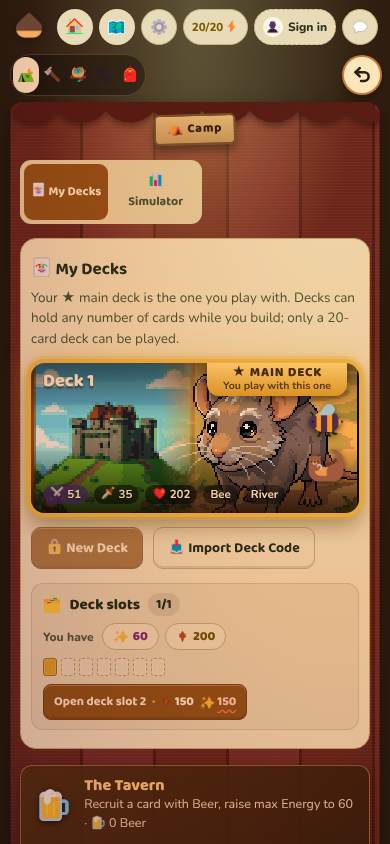 20/20
Sign in
Camp
My Decks
Simulator
My Decks
Your ★ main deck is the one you play with. Decks can
hold any number of cards while you build; only a 20-
card deck can be played.
Deck 1
★ MAIN DECK
You play with this one
51
35
202
Bee
River
New Deck
Import Deck Code
Deck slots
1/1
You have
60
200
Open deck slot 2 · 150 150
The Tavern
Recruit a card with Beer, raise max Energy to 60
· 0 Beer